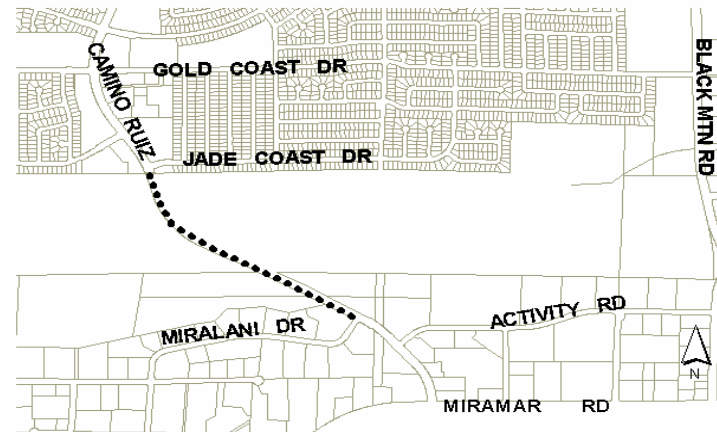 CAMINO RUIZ
GOLD COAST DR
BLACK MTN RD
JADE COAST DR
ACTIVITY RD
MIRALANI DR
N
MIRAMAR RD